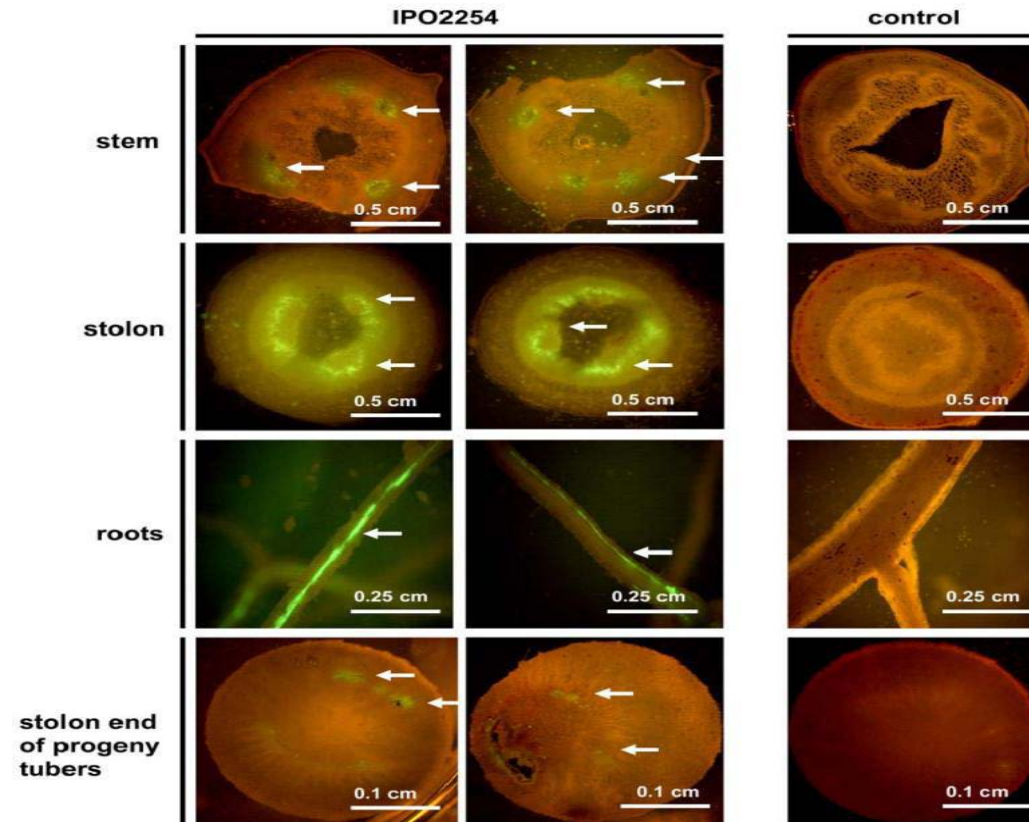 IPO2254 control
stem
0.5 cm 0.5 cm 0.5 cm
stolon
0.5 cm 0.5 cm 0.5 cm
roots
0.25 cm 0.25 cm 0.25 cm
stolon end
of progeny
tubers
0.1 cm 0.1 cm 0.1 cm